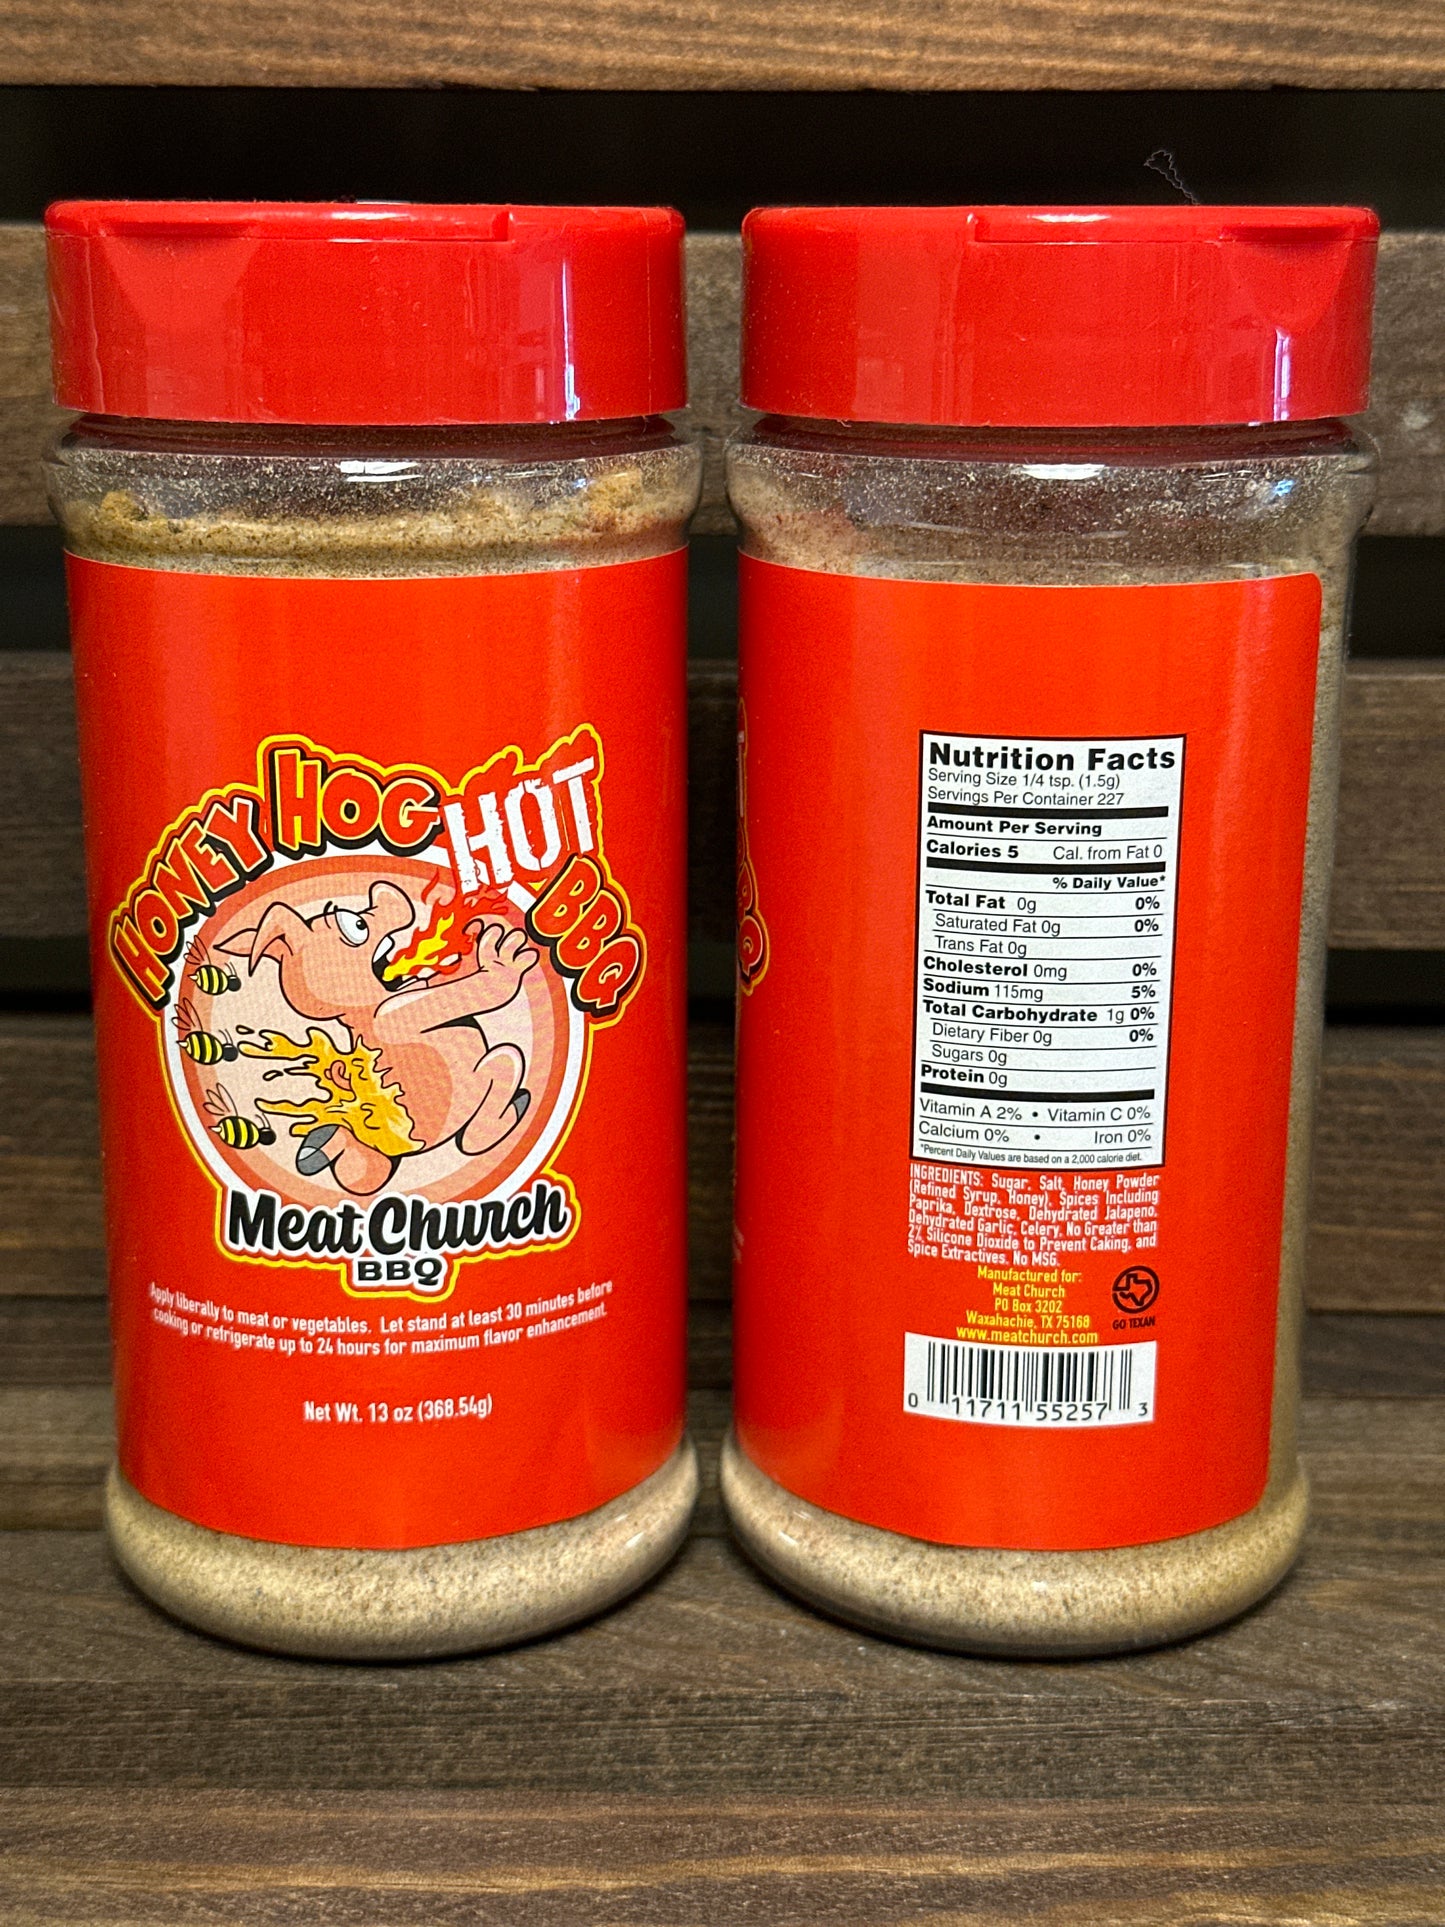 HONEY HOG HOT BBQ
Meat Church
BBQ
Apply liberally to meat or vegetables. Let stand at least 30 minutes before
cooking or refrigerate up to 24 hours for maximum flavor enhancement.
Net Wt. 13 oz (368.54g)
Nutrition Facts
Serving Size 1/4 tsp. (1.5g)
Servings Per Container 227
Amount Per Serving
Calories 5 Cal. from Fat 0
% Daily Value*
Total Fat 0g 0%
Saturated Fat 0g 0%
Trans Fat 0g
Cholesterol 0mg 0%
Sodium 115mg 5%
Total Carbohydrate 1g 0%
Dietary Fiber 0g 0%
Sugars 0g
Protein 0g
Vitamin A 2% • Vitamin C 0%
Calcium 0% • Iron 0%
*Percent Daily Values are based on a 2,000 calorie diet.
INGREDIENTS: Sugar, Salt, Honey Powder
(Refined Syrup, Honey), Spices Including
Paprika, Dextrose, Dehydrated Jalapeno,
Dehydrated Garlic, Celery, No Greater than
2% Silicone Dioxide to Prevent Caking, and
Spice Extractives. No MSG.
Manufactured for:
Meat Church
PO Box 3202
Waxahachie, TX 75168
www.meatchurch.com
GO TEXAN
0 11711 55257 3